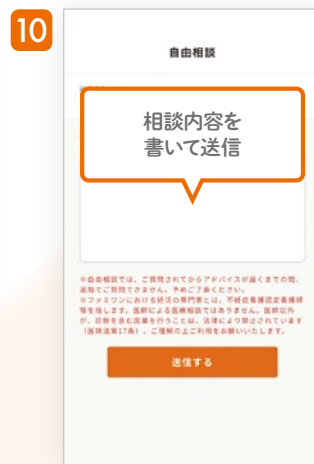 10
自由相談
相談内容を
書いて送信
※自由相談では、ご質問されてからアドバイスが届くまでの間、
追加でご質問できません。予めご了承ください。
※ファミワンにおける妊活の専門家とは、不妊症看護認定看護師
等を指します。医師による医療相談ではありません。医師以外
が、診断を含む医業を行うことは、法律により禁止されています
（医師法第17条）。ご理解の上ご利用をお願いいたします。
送信する